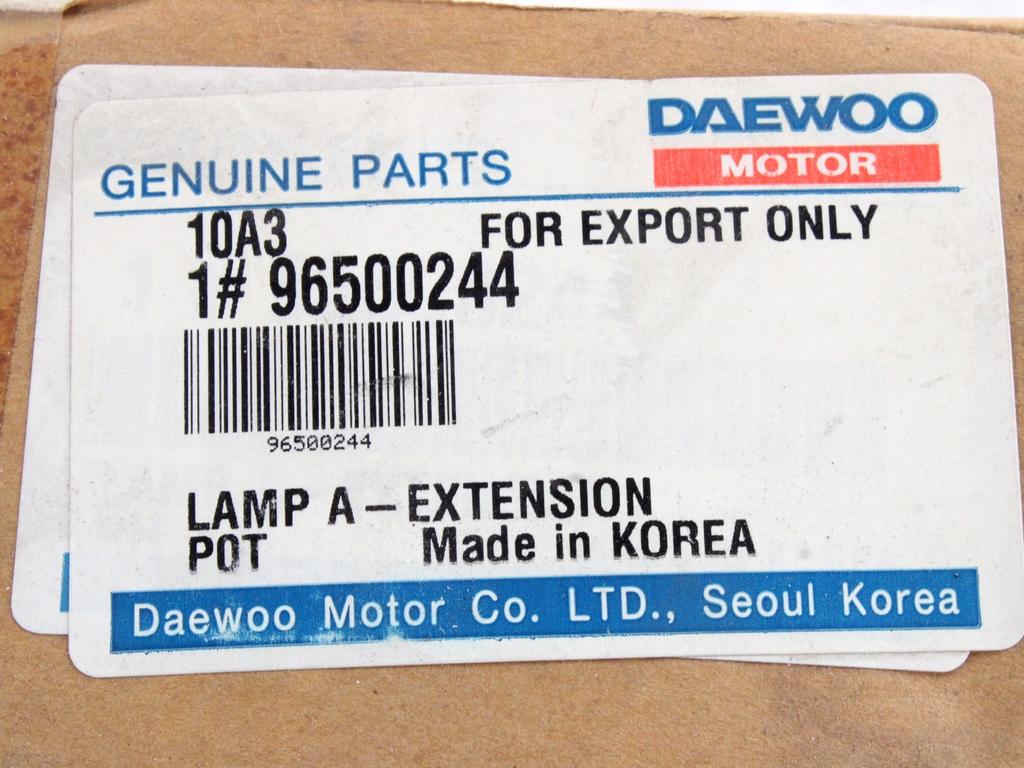 DAEWOO
MOTOR
GENUINE PARTS
10A3 FOR EXPORT ONLY
1# 96500244
96500244
LAMP A-EXTENSION
POT Made in KOREA
Daewoo Motor Co. LTD., Seoul Korea